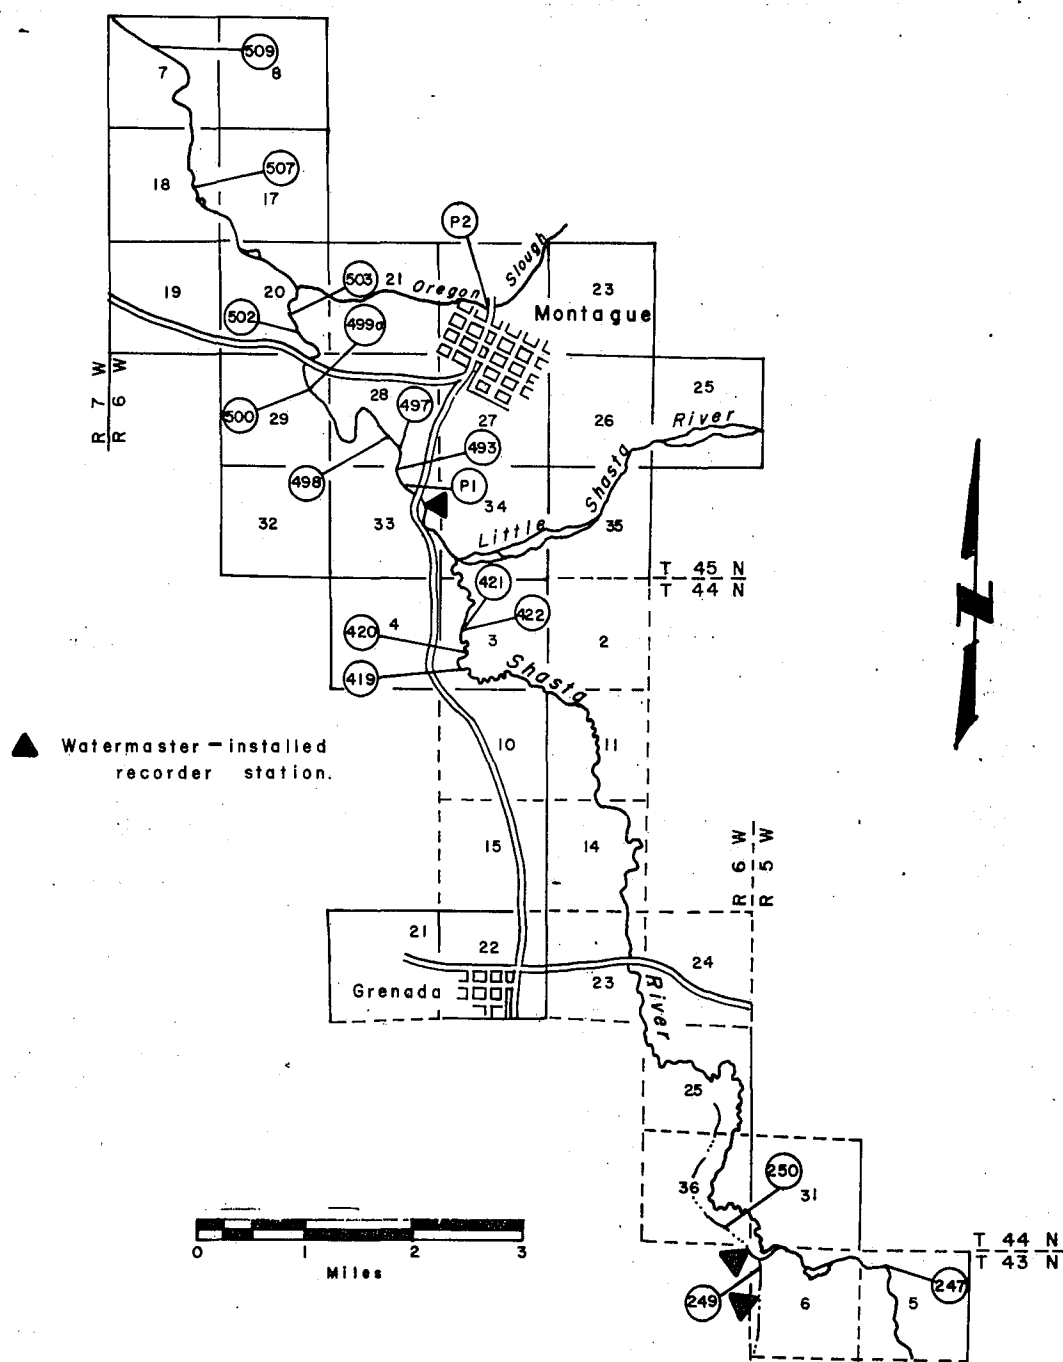 509
7
8
507
18
17
P2
Oregon Slough
503
21
19
20
23
502
499a
Montague
R 7 W
R 6 W
25
28
497
River
500
29
27
26
493
498
P1
Shasta
34
32
33
Little
35
T 45 N
T 44 N
421
422
4
420
3
2
419
Shasta
10
11
Watermaster-installed
recorder station.
N
15
14
R 6 W
R 5 W
21
22
24
Grenada
23
River
25
250
36
31
0 1 2 3
Miles
T 44 N
T 43 N
249
6
5
247